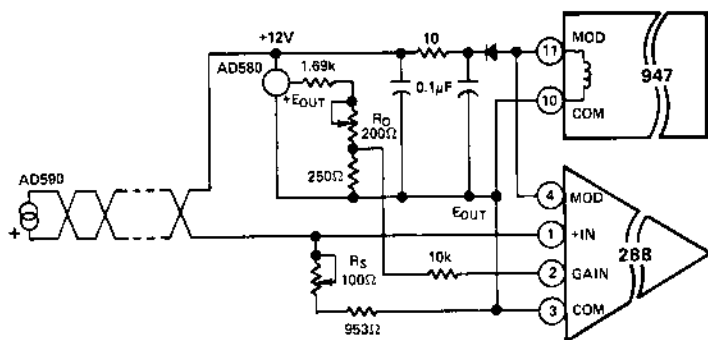 +12V
AD580
1.69k
+EOUT
RO
200Ω
250Ω
10
0.1μF
11
MOD
947
10
COM
AD590
+
EOUT
4
MOD
1
+IN
RS
100Ω
10k
2
GAIN
288
953Ω
3
COM